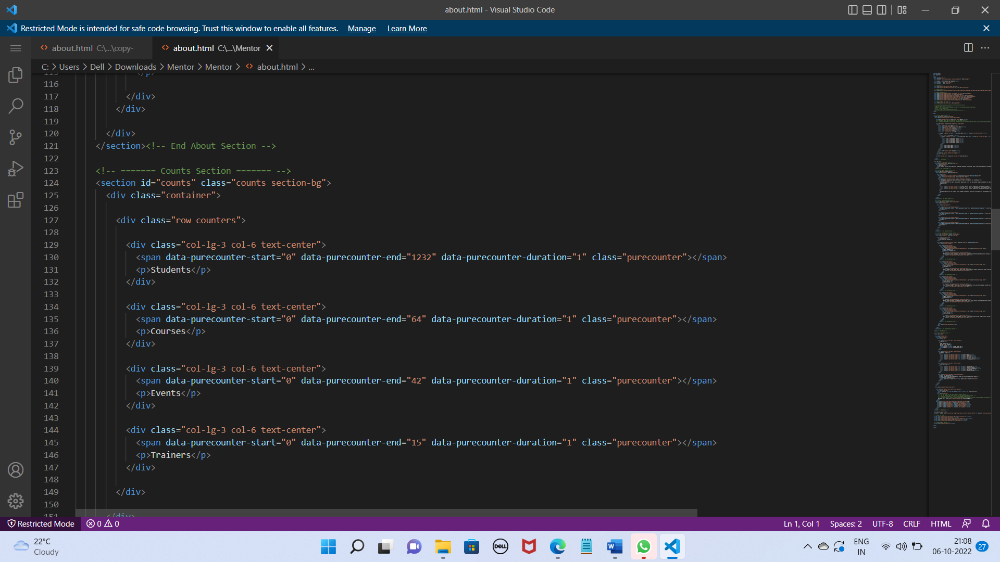 about.html - Visual Studio Code
Restricted Mode is intended for safe code browsing. Trust this window to enable all features. Manage Learn More
about.html C:\...\copy- about.html C:\...\Mentor
C: > Users > Dell > Downloads > Mentor > Mentor > about.html > ...
115 </p>
116
117 </div>
118 </div>
119
120 </div>
121 </section><!-- End About Section -->
122
123 <!-- ======= Counts Section ======= -->
124 <section id="counts" class="counts section-bg">
125 <div class="container">
126
127 <div class="row counters">
128
129 <div class="col-lg-3 col-6 text-center">
130 <span data-purecounter-start="0" data-purecounter-end="1232" data-purecounter-duration="1" class="purecounter"></span>
131 <p>Students</p>
132 </div>
133
134 <div class="col-lg-3 col-6 text-center">
135 <span data-purecounter-start="0" data-purecounter-end="64" data-purecounter-duration="1" class="purecounter"></span>
136 <p>Courses</p>
137 </div>
138
139 <div class="col-lg-3 col-6 text-center">
140 <span data-purecounter-start="0" data-purecounter-end="42" data-purecounter-duration="1" class="purecounter"></span>
141 <p>Events</p>
142 </div>
143
144 <div class="col-lg-3 col-6 text-center">
145 <span data-purecounter-start="0" data-purecounter-end="15" data-purecounter-duration="1" class="purecounter"></span>
146 <p>Trainers</p>
147 </div>
148
149 </div>
150
151 </div>
Restricted Mode 0 0 Ln 1, Col 1 Spaces: 2 UTF-8 CRLF HTML
22°C
Cloudy
DELL
W
ENG
IN
21:08
06-10-2022
27